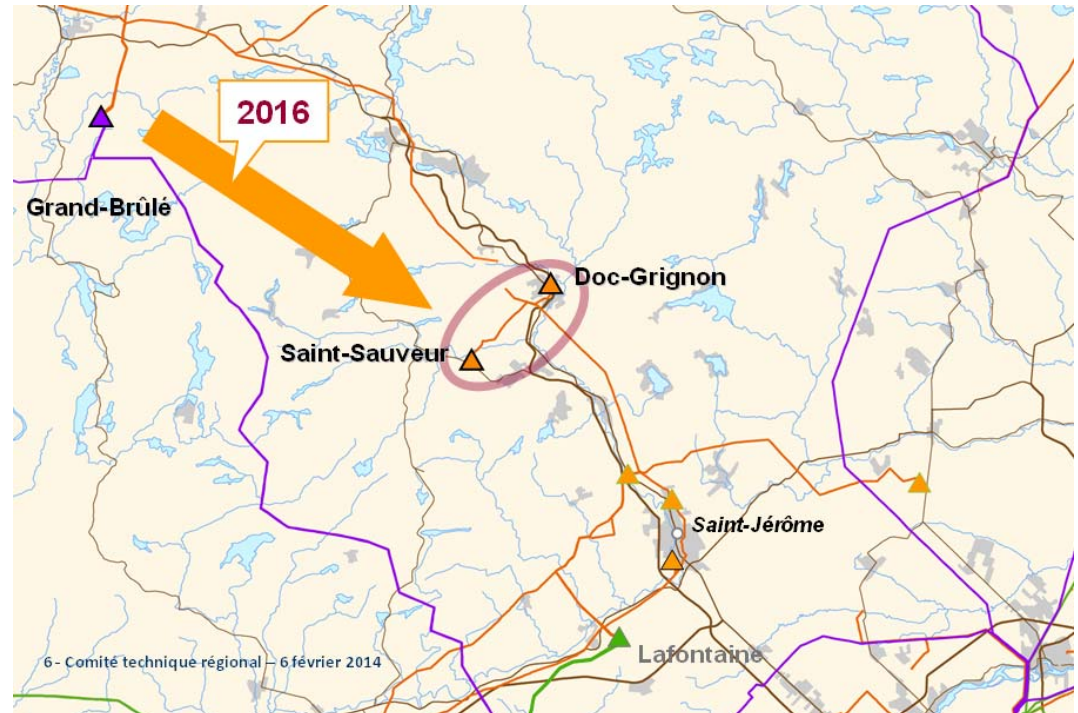 2016
Grand-Brûlé
Doc-Grignon
Saint-Sauveur
Saint-Jérôme
Lafontaine
6 - Comité technique régional – 6 février 2014